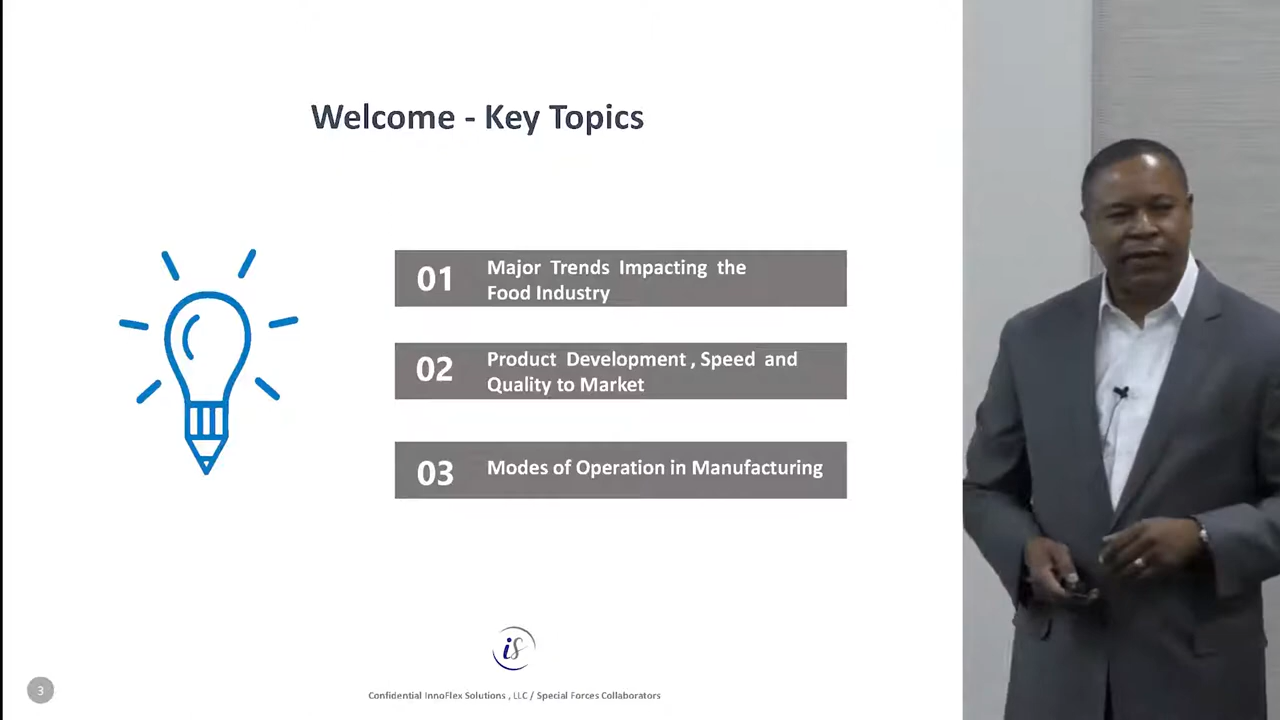 Welcome - Key Topics
01
Major Trends Impacting the
Food Industry
02
Product Development , Speed and
Quality to Market
03
Modes of Operation in Manufacturing
iS
3
Confidential InnoFlex Solutions , LLC / Special Forces Collaborators